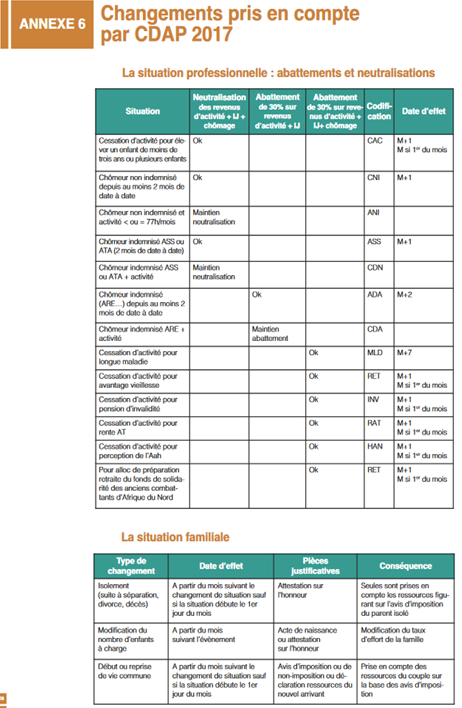 ANNEXE 6
Changements pris en compte
par CDAP 2017
La situation professionnelle : abattements et neutralisations
Situation
Neutralisation
des revenus
d'activité + IJ +
chômage
Abattement
de 30% sur
revenus
d'activité + IJ
Abattement
de 30% sur reve-
nus d'activité +
IJ+ chômage
Codifi-
cation
Date d'effet
Cessation d'activité pour éle-
ver un enfant de moins de
trois ans ou plusieurs enfants
Ok
CAC
M+1
M si 1er du mois
Chômeur non indemnisé
depuis au moins 2 mois de
date à date
Ok
CNI
M+1
Chômeur non indemnisé et
activité < ou = 77h/mois
Maintien
neutralisation
ANI
Chômeur indemnisé ASS ou
ATA (2 mois de date à date)
Ok
ASS
M+1
Chômeur indemnisé ASS
ou ATA + activité
Maintien
neutralisation
CDN
Chômeur indemnisé
(ARE...) depuis au moins 2
mois de date à date
Ok
ADA
M+2
Chômeur indemnisé ARE +
activité
Maintien
abattement
CDA
Cessation d'activité pour
longue maladie
Ok
MLD
M+7
Cessation d'activité pour
avantage vieillesse
Ok
RET
M+1
M si 1er du mois
Cessation d'activité pour
pension d'invalidité
Ok
INV
M+1
M si 1er du mois
Cessation d'activité pour
rente AT
Ok
RAT
M+1
M si 1er du mois
Cessation d'activité pour
perception de l'Aah
Ok
HAN
M+1
M si 1er du mois
Pour alloc de préparation
retraite du fonds de solida-
rité des anciens combat-
tants d'Afrique du Nord
Ok
RET
M+1
M si 1er du mois
La situation familiale
Type de
changement
Date d'effet
Pièces
justificatives
Conséquence
Isolement
(suite à séparation,
divorce, décès)
A partir du mois suivant le
changement de situation sauf
si la situation débute le 1er
jour du mois
Attestation sur
l'honneur
Seules sont prises en
compte les ressources figu-
rant sur l'avis d'imposition
du parent isolé
Modification du
nombre d'enfants
à charge
A partir du mois
suivant l'événement
Acte de naissance
ou attestation
sur l'honneur
Modification du taux
d'effort de la famille
Début ou reprise
de vie commune
A partir du mois suivant le
changement de situation sauf
si la situation débute le 1er
jour du mois
Avis d'imposition ou de
non-imposition ou dé-
claration ressources du
nouvel arrivant
Prise en compte des
ressources du couple sur
la base des avis d'imposi-
tion